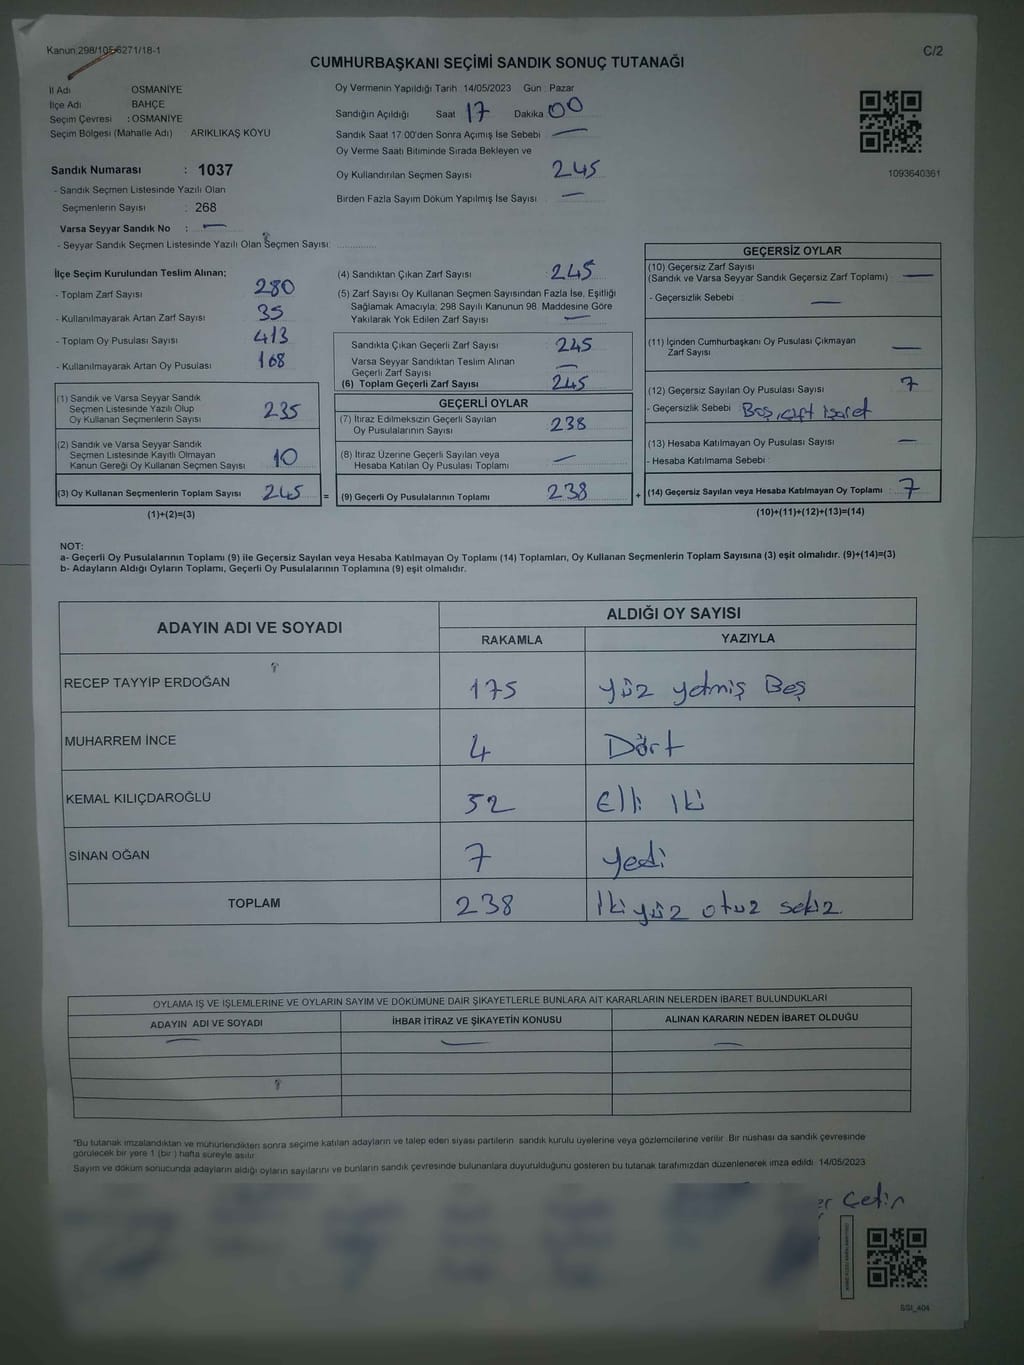 Kanun:298/105-6271/18-1
C/2
CUMHURBAŞKANI SEÇİMİ SANDIK SONUÇ TUTANAĞI
İl Adı : OSMANİYE
İlçe Adı : BAHÇE
Seçim Çevresi : OSMANİYE
Seçim Bölgesi (Mahalle Adı) ARIKLIKAŞ KÖYÜ
Oy Vermenin Yapıldığı Tarih :14/05/2023 Gün : Pazar
Sandığın Açıldığı Saat 17 Dakika 00
Sandık Saat 17:00'den Sonra Açılmış İse Sebebi : —
Oy Verme Saati Bitiminde Sırada Bekleyen ve
Oy Kullandırılan Seçmen Sayısı : 245
Birden Fazla Sayım Döküm Yapılmış İse Sayısı : —
1093640361
Sandık Numarası : 1037
- Sandık Seçmen Listesinde Yazılı Olan
Seçmenlerin Sayısı : 268
Varsa Seyyar Sandık No : —
- Seyyar Sandık Seçmen Listesinde Yazılı Olan Seçmen Sayısı: ..............
İlçe Seçim Kurulundan Teslim Alınan;
- Toplam Zarf Sayısı : 280
- Kullanılmayarak Artan Zarf Sayısı : 35
- Toplam Oy Pusulası Sayısı : 413
- Kullanılmayarak Artan Oy Pusulası : 168
(1) Sandık ve Varsa Seyyar Sandık
Seçmen Listesinde Yazılı Olup
Oy Kullanan Seçmenlerin Sayısı : 235
(2) Sandık ve Varsa Seyyar Sandık
Seçmen Listesinde Kayıtlı Olmayan
Kanun Gereği Oy Kullanan Seçmen Sayısı : 10
(3) Oy Kullanan Seçmenlerin Toplam Sayısı : 245
(1)+(2)=(3)
(4) Sandıktan Çıkan Zarf Sayısı : 245
(5) Zarf Sayısı Oy Kullanan Seçmen Sayısından Fazla İse, Eşitliği
Sağlamak Amacıyla, 298 Sayılı Kanunun 98. Maddesine Göre
Yakılarak Yok Edilen Zarf Sayısı : —
Sandıkta Çıkan Geçerli Zarf Sayısı : 245
Varsa Seyyar Sandıktan Teslim Alınan
Geçerli Zarf Sayısı : —
(6) Toplam Geçerli Zarf Sayısı : 245
GEÇERLİ OYLAR
(7) İtiraz Edilmeksizin Geçerli Sayılan
Oy Pusulalarının Sayısı : 238
(8) İtiraz Üzerine Geçerli Sayılan veya
Hesaba Katılan Oy Pusulası Toplamı : —
= (9) Geçerli Oy Pusulalarının Toplamı : 238
GEÇERSİZ OYLAR
(10) Geçersiz Zarf Sayısı
(Sandık ve Varsa Seyyar Sandık Geçersiz Zarf Toplamı) : —
- Geçersizlik Sebebi : —
(11) İçinden Cumhurbaşkanı Oy Pusulası Çıkmayan
Zarf Sayısı : —
(12) Geçersiz Sayılan Oy Pusulası Sayısı : 7
- Geçersizlik Sebebi : Boş, çift işaret
(13) Hesaba Katılmayan Oy Pusulası Sayısı : —
- Hesaba Katılmama Sebebi :
+ (14) Geçersiz Sayılan veya Hesaba Katılmayan Oy Toplamı : 7
(10)+(11)+(12)+(13)=(14)
NOT:
a- Geçerli Oy Pusulalarının Toplamı (9) ile Geçersiz Sayılan veya Hesaba Katılmayan Oy Toplamı (14) Toplamları, Oy Kullanan Seçmenlerin Toplam Sayısına (3) eşit olmalıdır. (9)+(14)=(3)
b- Adayların Aldığı Oyların Toplamı, Geçerli Oy Pusulalarının Toplamına (9) eşit olmalıdır.
ADAYIN ADI VE SOYADI ALDIĞI OY SAYISI
RAKAMLA YAZIYLA
RECEP TAYYİP ERDOĞAN 175 Yüz yetmiş Beş
MUHARREM İNCE 4 Dört
KEMAL KILIÇDAROĞLU 52 Elli iki
SİNAN OĞAN 7 yedi
TOPLAM 238 İki yüz otuz sekiz
OYLAMA İŞ VE İŞLEMLERİNE VE OYLARIN SAYIM VE DÖKÜMÜNE DAİR ŞİKAYETLERLE BUNLARA AİT KARARLARIN NELERDEN İBARET BULUNDUKLARI
ADAYIN ADI VE SOYADI İHBAR İTİRAZ VE ŞİKAYETİN KONUSU ALINAN KARARIN NEDEN İBARET OLDUĞU
— — —
*Bu tutanak imzalandıktan ve mühürlendikten sonra seçime katılan adayların ve talep eden siyasi partilerin sandık kurulu üyelerine veya gözlemcilerine verilir. Bir nüshası da sandık çevresinde
görülecek bir yere 1 (bir) hafta süreyle asılır.
Sayım ve döküm sonucunda adayların aldığı oyların sayılarını ve bunların sandık çevresinde bulunanlara duyurulduğunu gösteren bu tutanak tarafımızdan düzenlenerek imza edildi. 14/05/2023
er Çetin
SSI_404